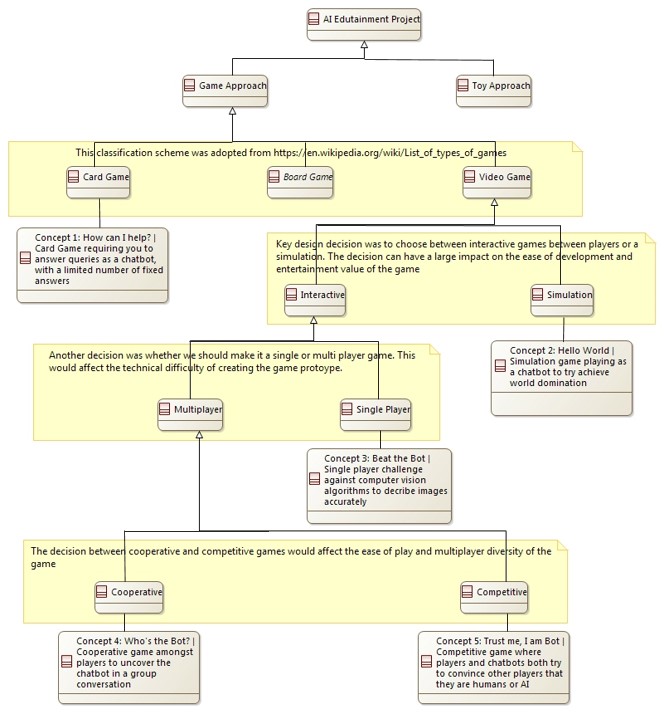 AI Edutainment Project
Game Approach
Toy Approach
This classification scheme was adopted from https://en.wikipedia.org/wiki/List_of_types_of_games
Card Game
Board Game
Video Game
Concept 1: How can I help? |
Card Game requiring you to
answer queries as a chatbot,
with a limited number of fixed
answers
Key design decision was to choose between interactive games between players or a
simulation. The decision can have a large impact on the ease of development and
entertainment value of the game
Interactive
Simulation
Concept 2: Hello World |
Simulation game playing as
a chatbot to try achieve
world domination
Another decision was whether we should make it a single or multi player game. This
would affect the technical difficulty of creating the game protoype.
Multiplayer
Single Player
Concept 3: Beat the Bot |
Single player challenge
against computer vision
algorithms to decribe images
accurately
The decision between cooperative and competitive games would affect the ease of play and multiplayer diversity of the
game
Cooperative
Competitive
Concept 4: Who's the Bot? |
Cooperative game amongst
players to uncover the
chatbot in a group
conversation
Concept 5: Trust me, I am Bot |
Competitive game where
players and chatbots both try
to convince other players that
they are humans or AI